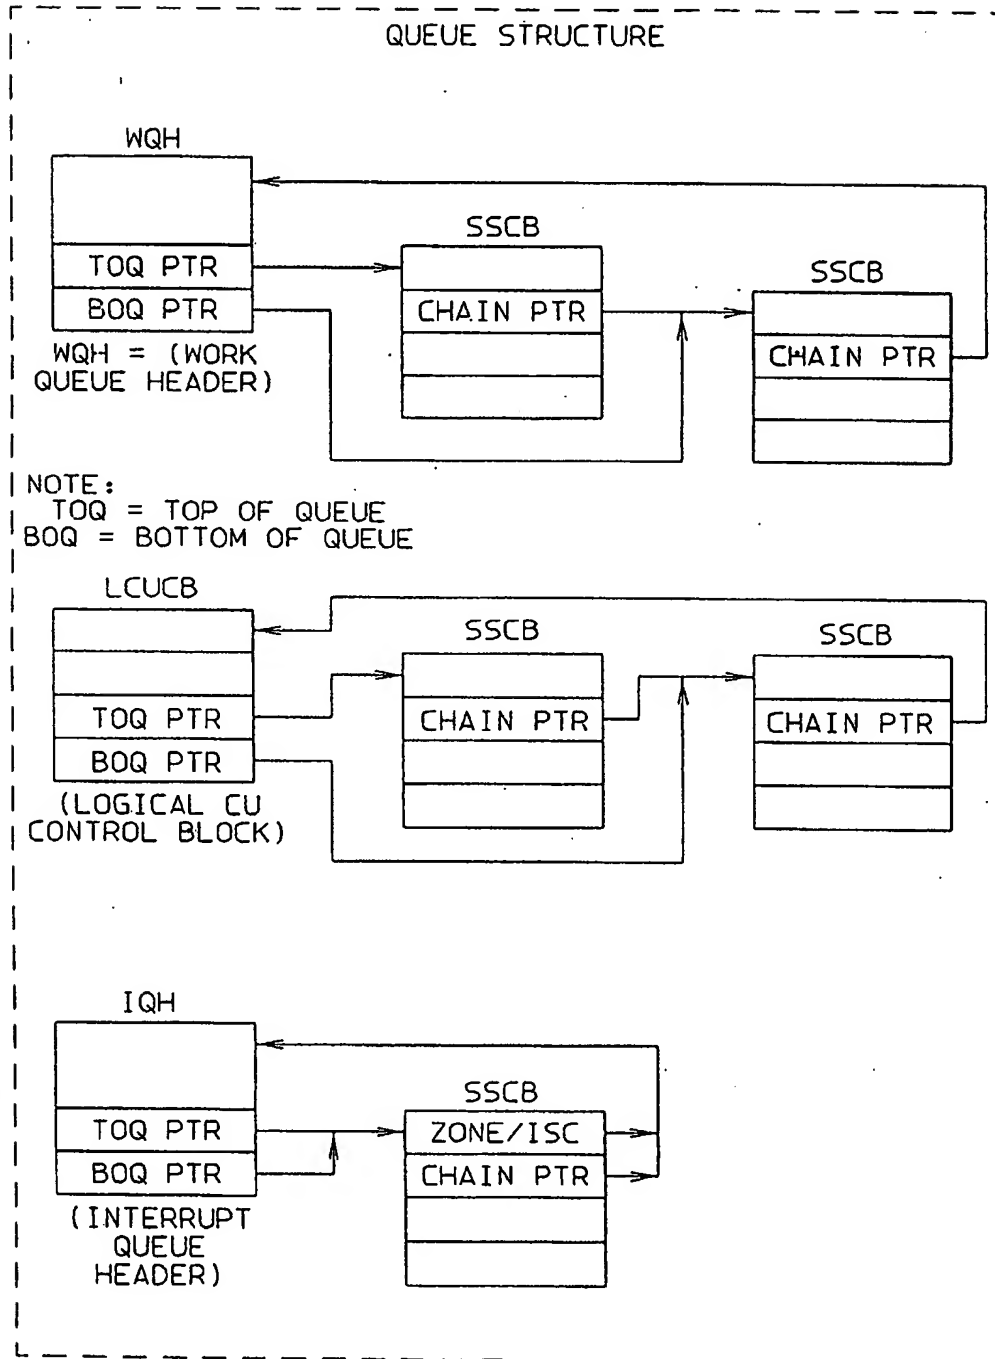 QUEUE STRUCTURE
WQH
TOQ PTR
BOQ PTR
WQH = (WORK
QUEUE HEADER)
SSCB
CHAIN PTR
SSCB
CHAIN PTR
NOTE:
TOQ = TOP OF QUEUE
BOQ = BOTTOM OF QUEUE
LCUCB
TOQ PTR
BOQ PTR
(LOGICAL CU
CONTROL BLOCK)
SSCB
CHAIN PTR
SSCB
CHAIN PTR
IQH
TOQ PTR
BOQ PTR
(INTERRUPT
QUEUE
HEADER)
SSCB
ZONE/ISC
CHAIN PTR